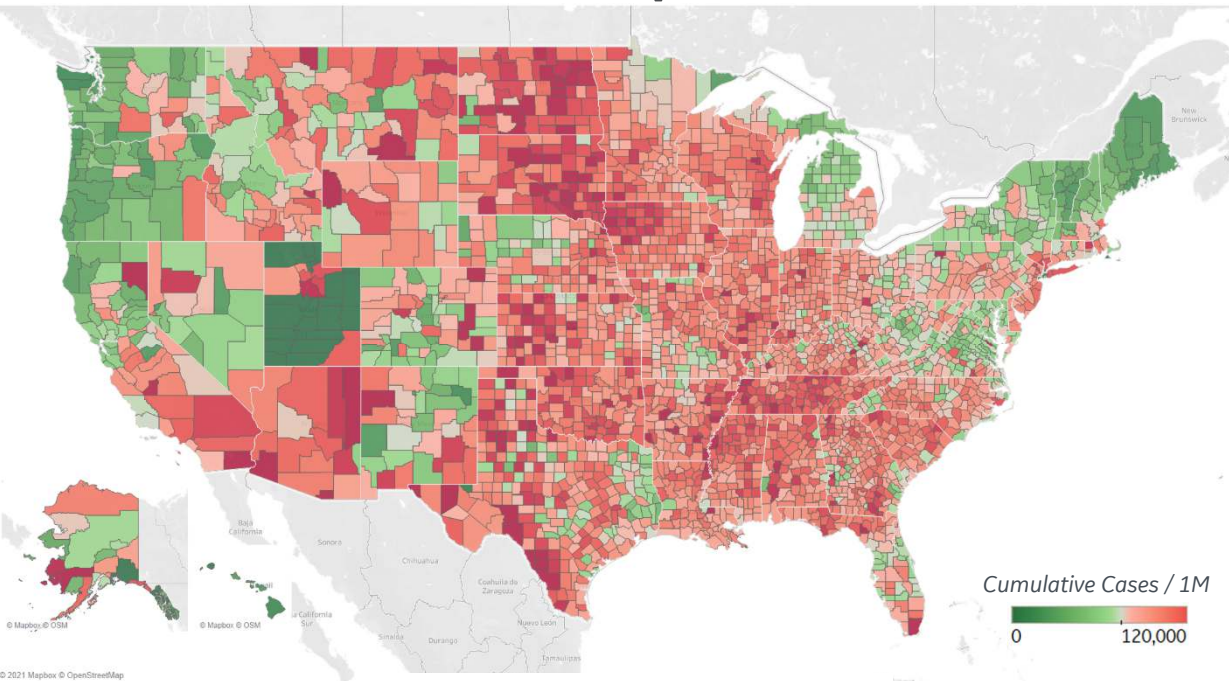 New
Brunswick
Baja
California
Sonora
Chihuahua
Coahuila de
Zaragoza
Nuevo León
Sinaloa
Durango
Tamaulipas
California
Sur
© Mapbox © OSM
© Mapbox © OSM
Cumulative Cases / 1M
0 120,000
© 2021 Mapbox © OpenStreetMap